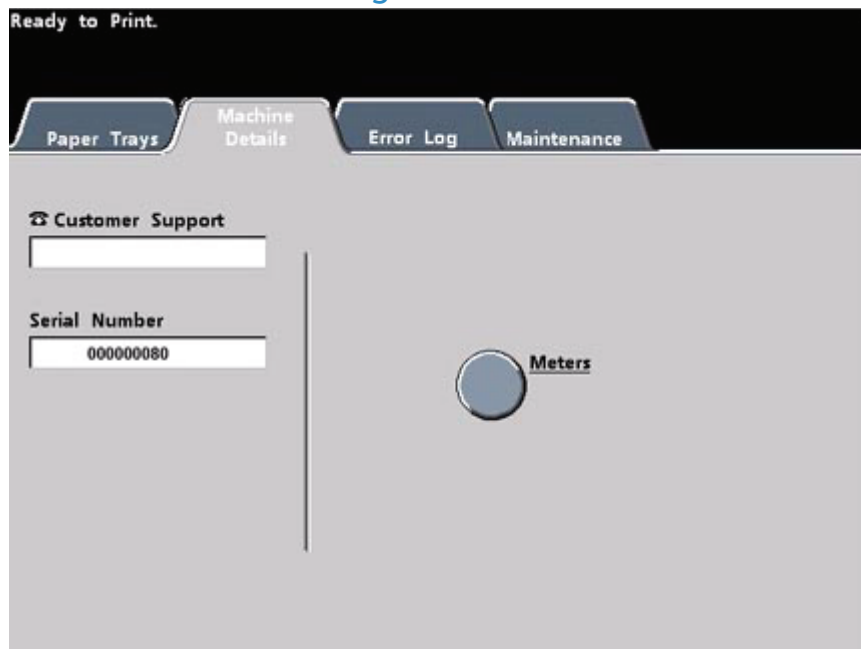 Ready to Print.
Paper Trays
Machine
Details
Error Log
Maintenance
☎ Customer Support
Serial Number
000000080
Meters